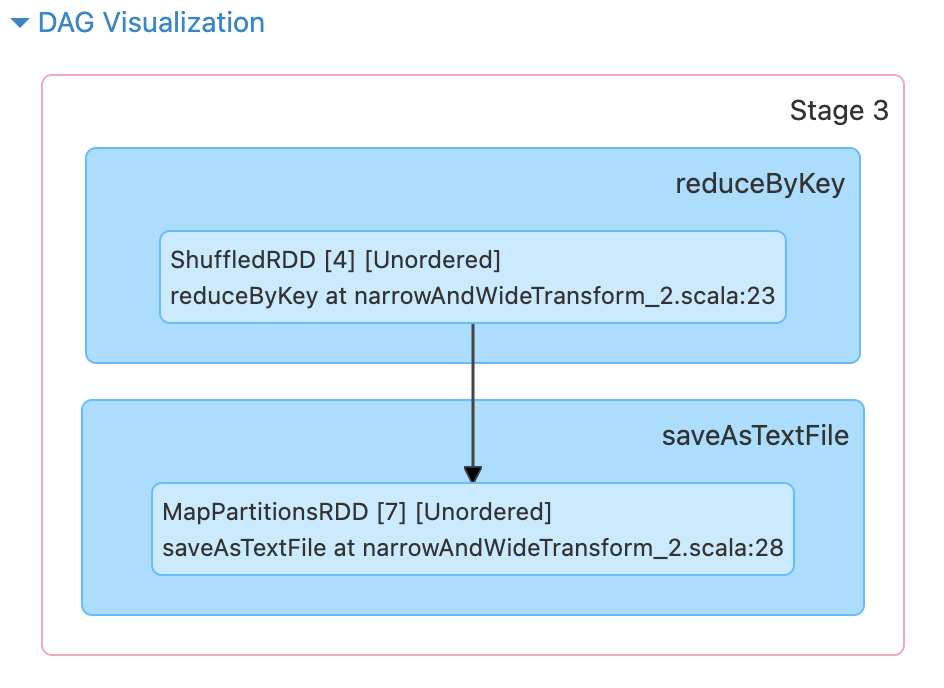 DAG Visualization
Stage 3
reduceByKey
ShuffledRDD [4] [Unordered]
reduceByKey at narrowAndWideTransform_2.scala:23
saveAsTextFile
MapPartitionsRDD [7] [Unordered]
saveAsTextFile at narrowAndWideTransform_2.scala:28